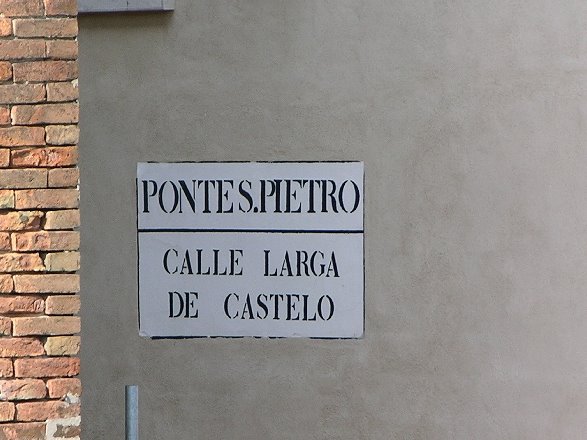 PONTE S. PIETRO
CALLE LARGA
DE CASTELO